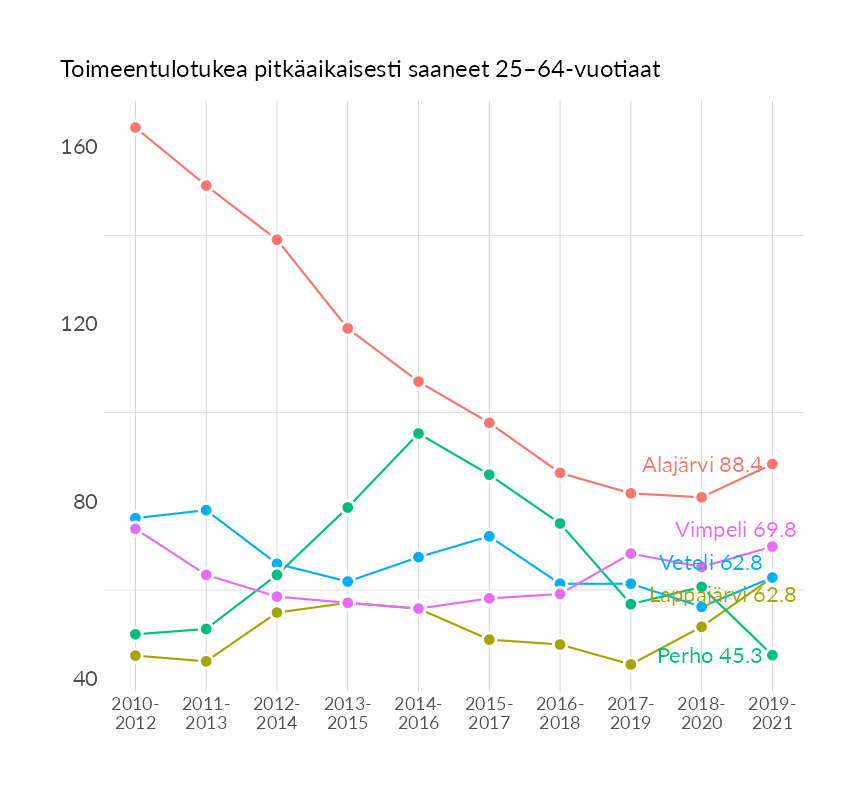 Toimeentulotukea pitkäaikaisesti saaneet 25–64-vuotiaat
160
120
80
40
Alajärvi 88.4
Vimpeli 69.8
Veteli 62.8
Lappajärvi 62.8
Perho 45.3
2010- 2011- 2012- 2013- 2014- 2015- 2016- 2017- 2018- 2019-
2012 2013 2014 2015 2016 2017 2018 2019 2020 2021